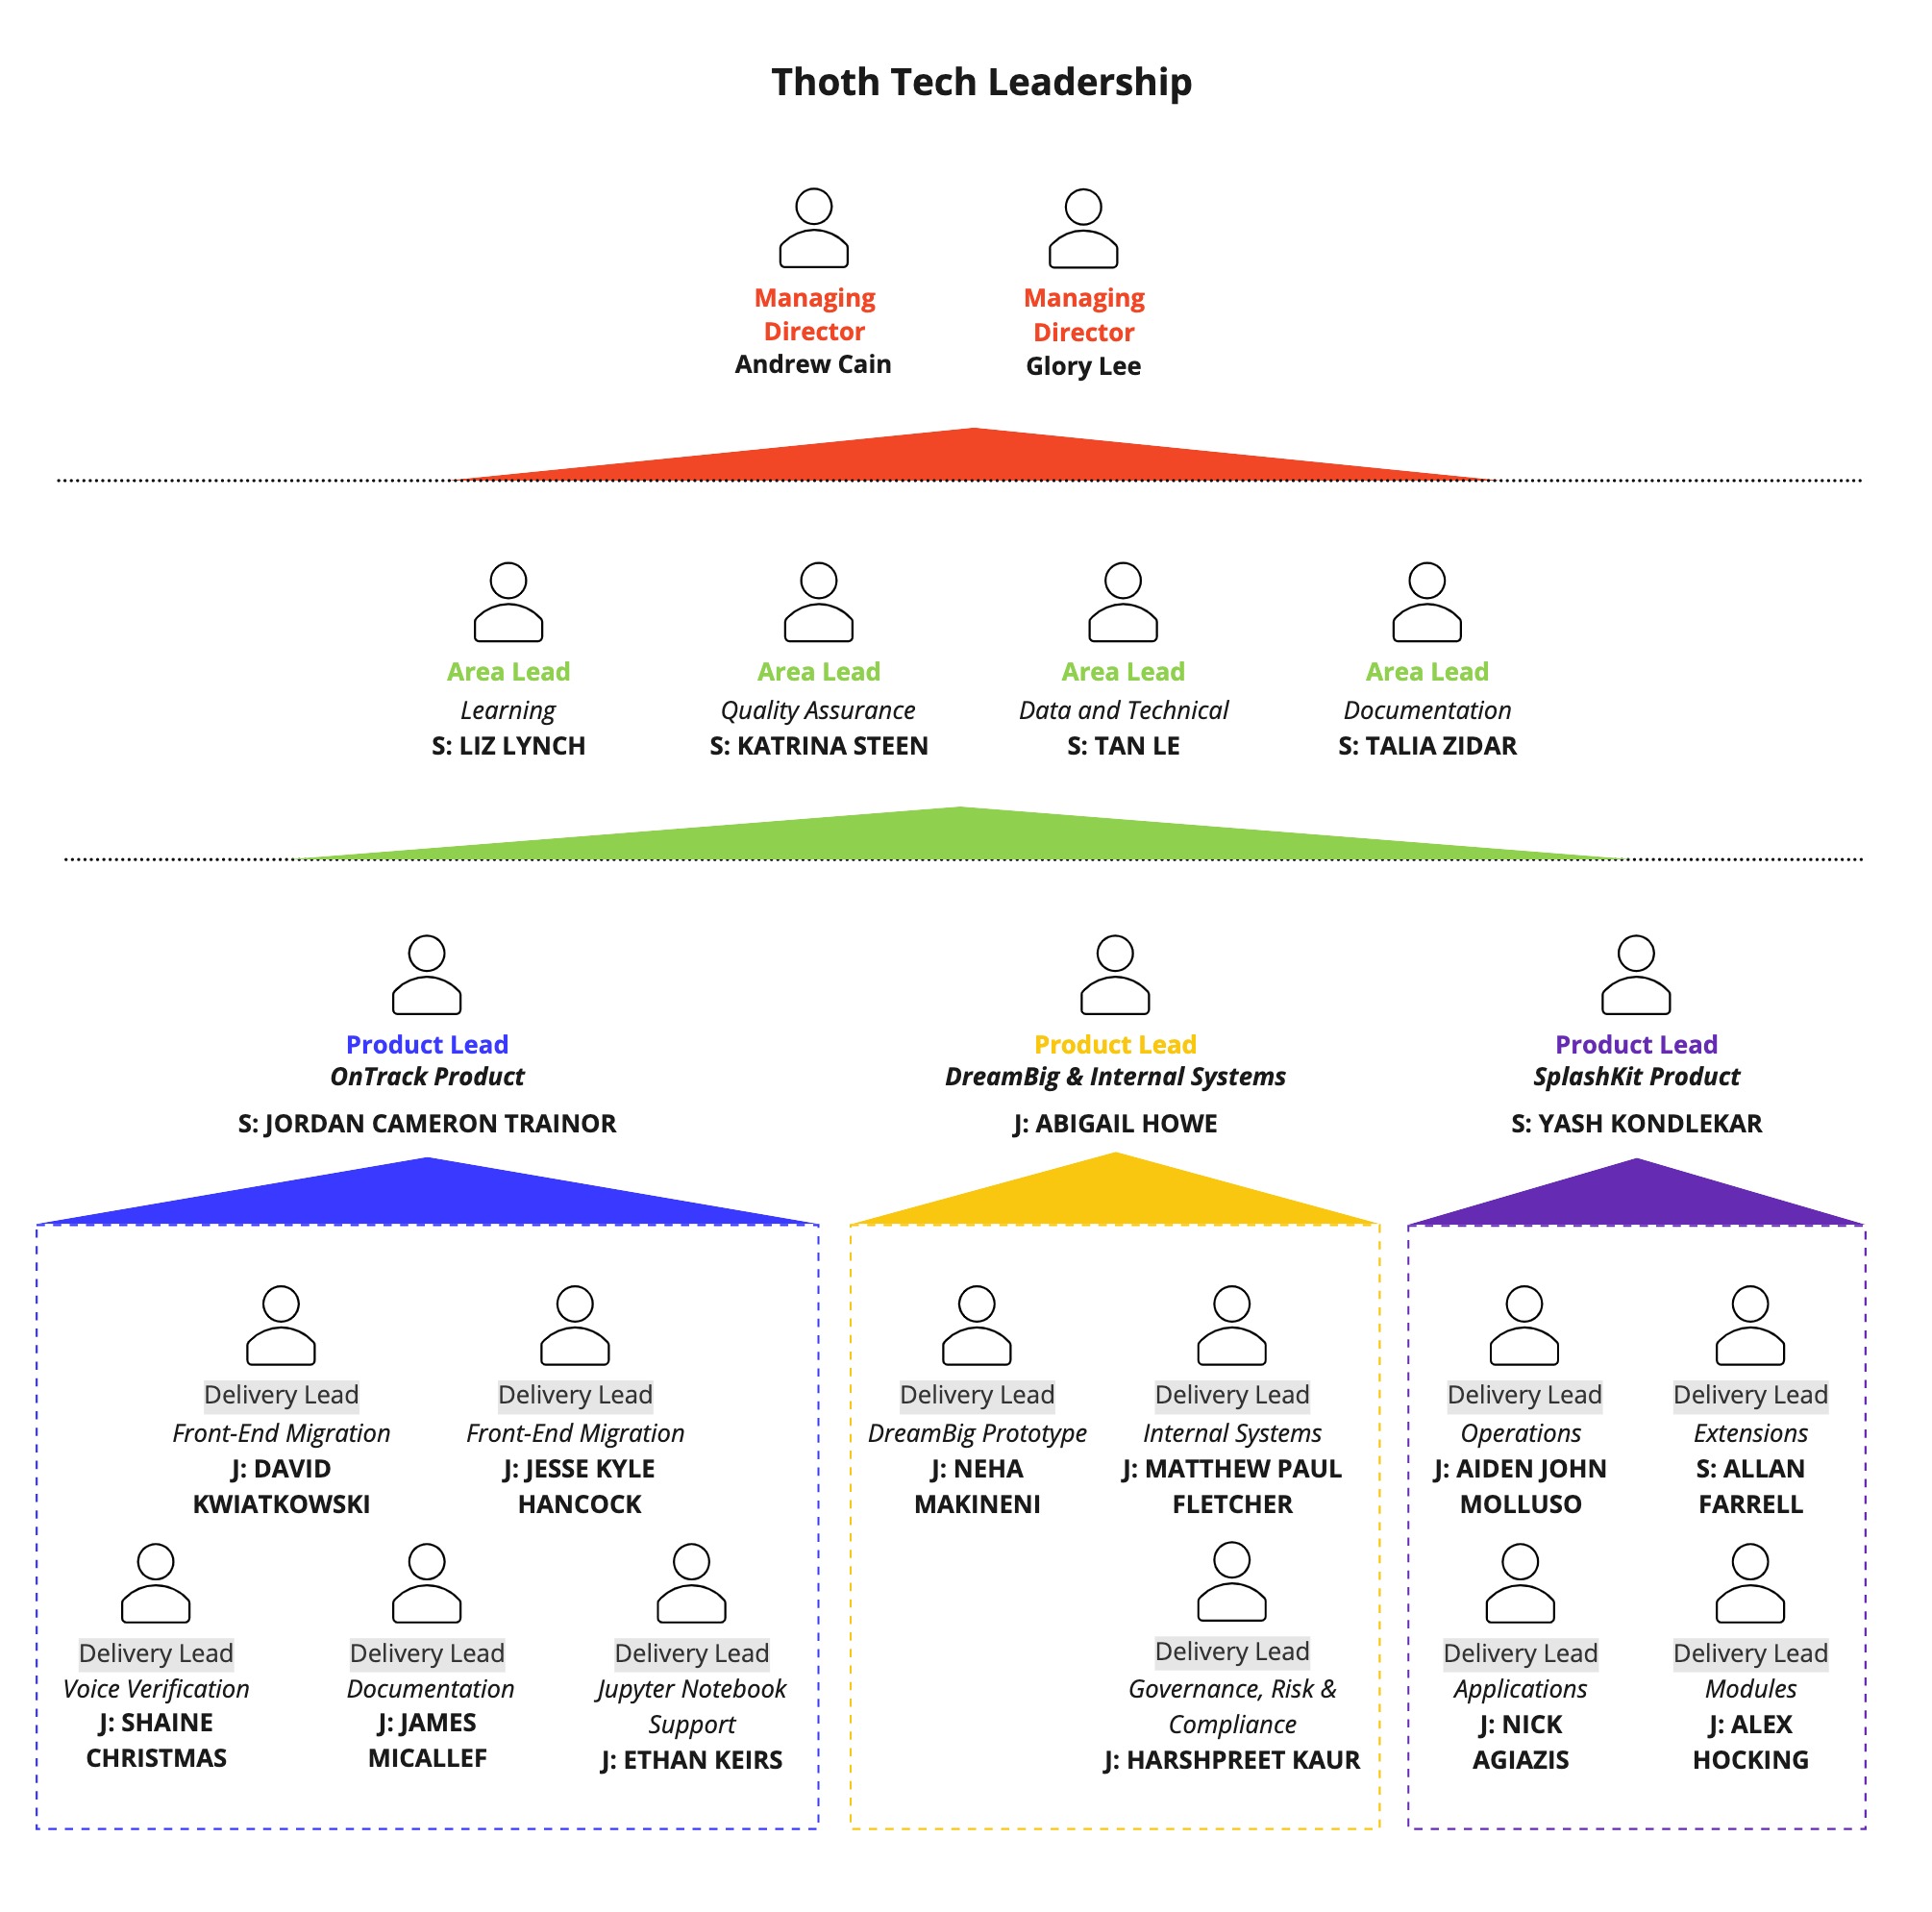 Thoth Tech Leadership
Managing
Director
Andrew Cain
Managing
Director
Glory Lee
Area Lead
Learning
S: LIZ LYNCH
Area Lead
Quality Assurance
S: KATRINA STEEN
Area Lead
Data and Technical
S: TAN LE
Area Lead
Documentation
S: TALIA ZIDAR
Product Lead
OnTrack Product
S: JORDAN CAMERON TRAINOR
Product Lead
DreamBig & Internal Systems
J: ABIGAIL HOWE
Product Lead
SplashKit Product
S: YASH KONDLEKAR
Delivery Lead
Front-End Migration
J: DAVID
KWIATKOWSKI
Delivery Lead
Front-End Migration
J: JESSE KYLE
HANCOCK
Delivery Lead
Voice Verification
J: SHAINE
CHRISTMAS
Delivery Lead
Documentation
J: JAMES
MICALLEF
Delivery Lead
Jupyter Notebook
Support
J: ETHAN KEIRS
Delivery Lead
DreamBig Prototype
J: NEHA
MAKINENI
Delivery Lead
Internal Systems
J: MATTHEW PAUL
FLETCHER
Delivery Lead
Governance, Risk &
Compliance
J: HARSHPREET KAUR
Delivery Lead
Operations
J: AIDEN JOHN
MOLLUSO
Delivery Lead
Extensions
S: ALLAN
FARRELL
Delivery Lead
Applications
J: NICK
AGIAZIS
Delivery Lead
Modules
J: ALEX
HOCKING